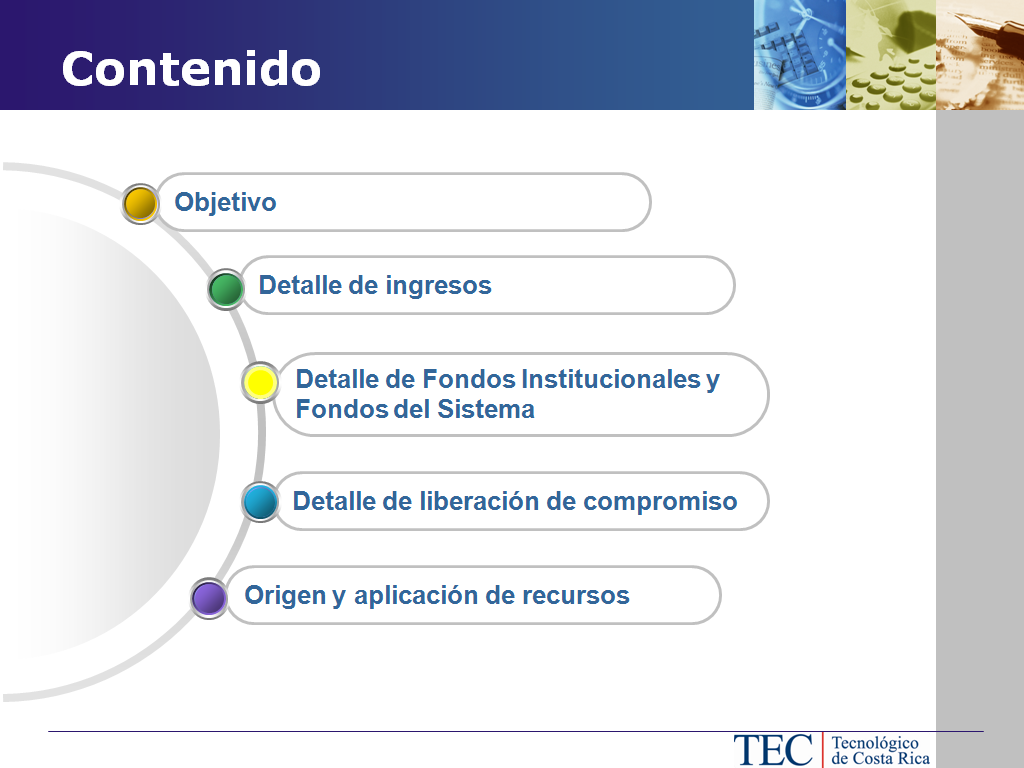 Contenido
Objetivo
Detalle de ingresos
Detalle de Fondos Institucionales y
Fondos del Sistema
Detalle de liberación de compromiso
Origen y aplicación de recursos
TEC
Tecnológico
de Costa Rica